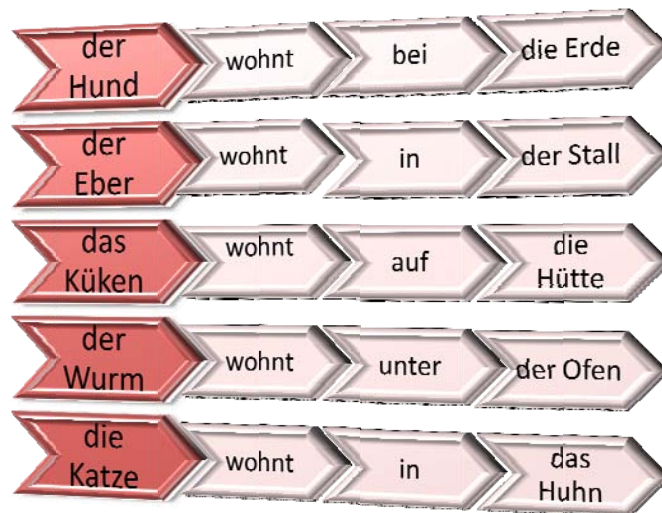 der Hund wohnt bei die Erde
der Eber wohnt in der Stall
das Küken wohnt auf die Hütte
der Wurm wohnt unter der Ofen
die Katze wohnt in das Huhn